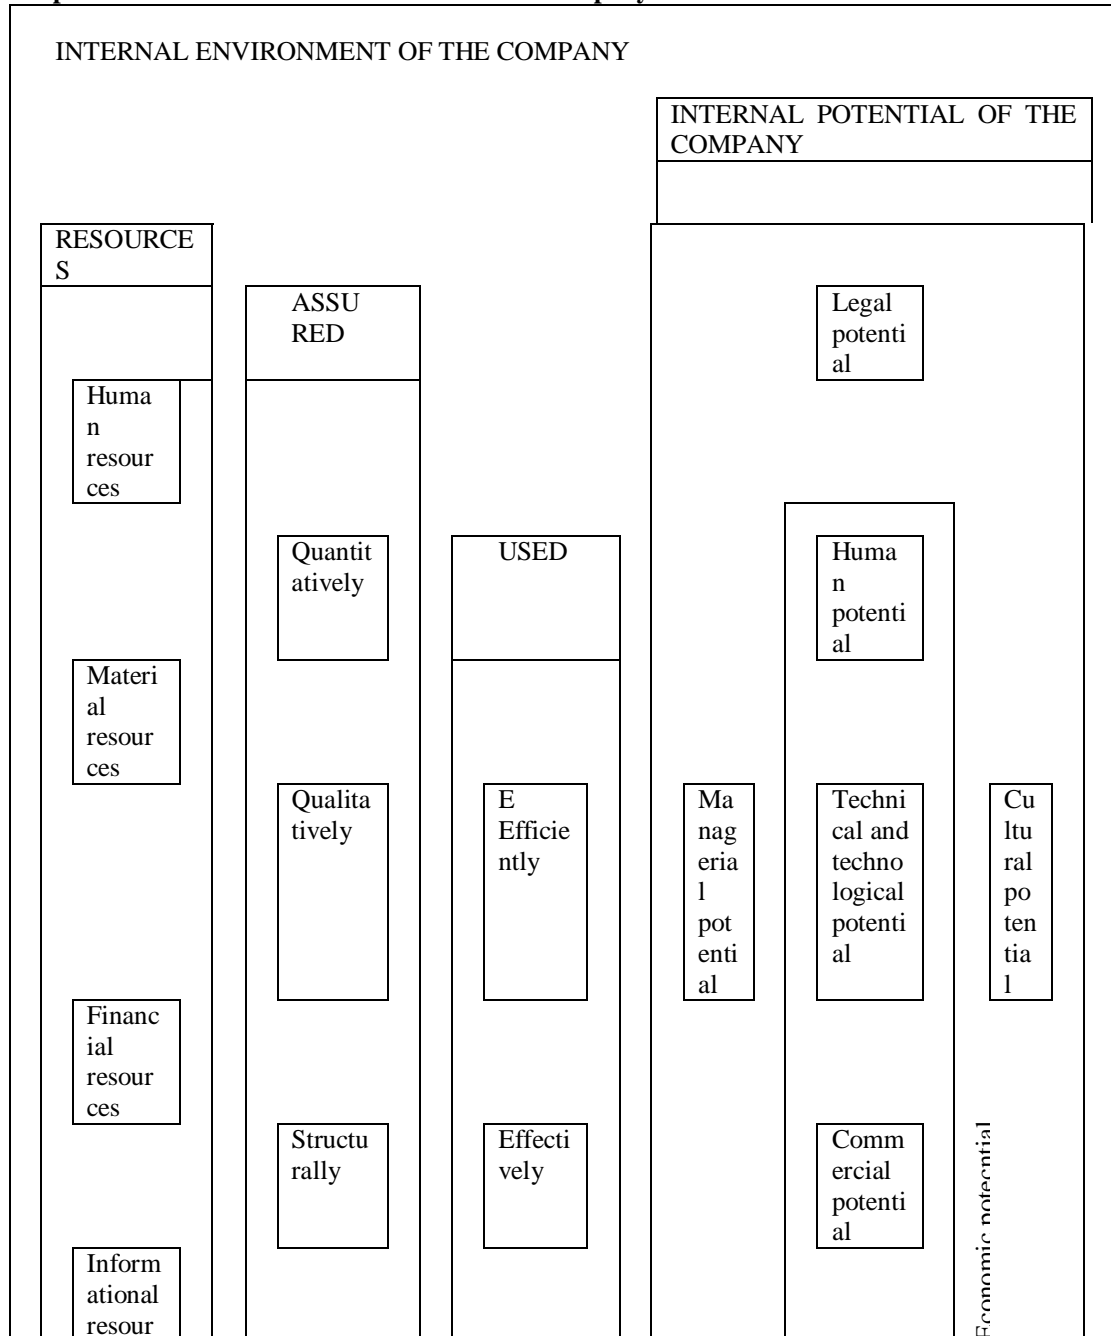 INTERNAL ENVIRONMENT OF THE COMPANY
INTERNAL POTENTIAL OF THE
COMPANY
RESOURCE
S
ASSU
RED
Legal
potenti
al
Huma
n
resour
ces
Quantit
atively
USED
Huma
n
potenti
al
Materi
al
resour
ces
Qualita
tively
E
Efficie
ntly
Ma
nag
eria
l
pot
enti
al
Techni
cal and
techno
logical
potenti
al
Cu
ltu
ral
po
ten
tia
l
Financ
ial
resour
ces
Structu
rally
Effecti
vely
Comm
ercial
potenti
al
Economic potecntial
Inform
ational
resour